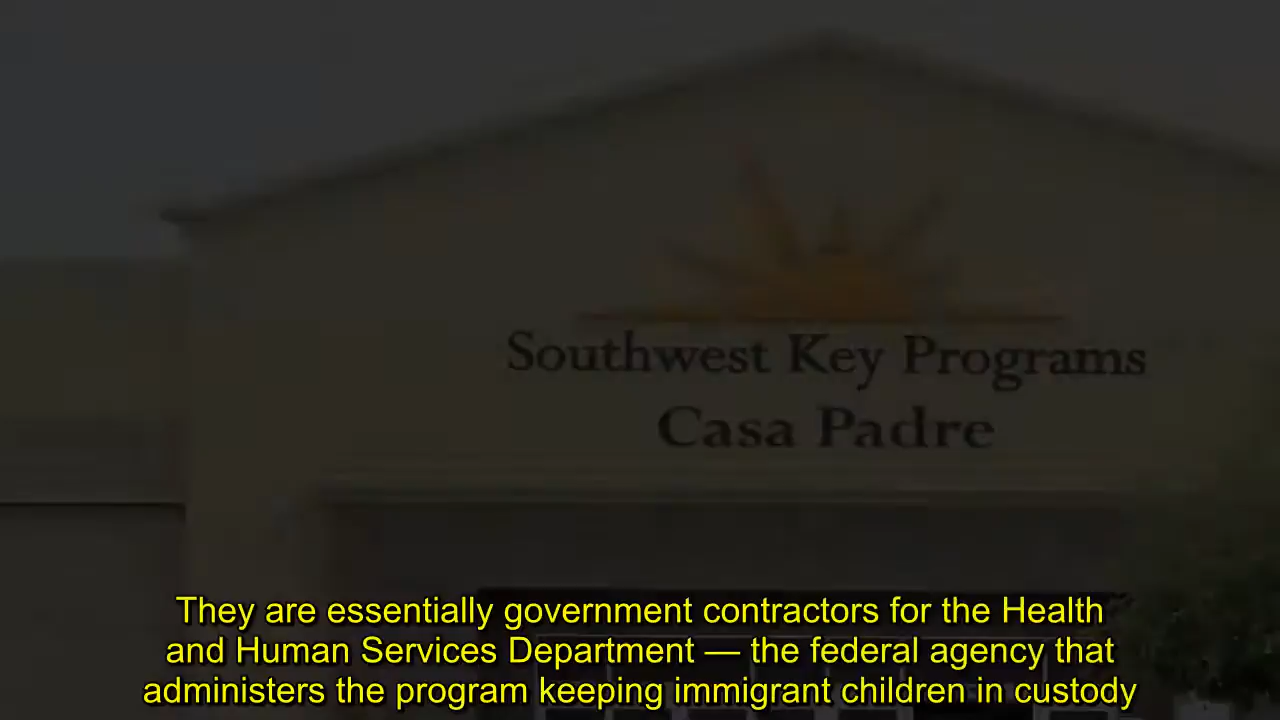 Southwest Key Programs
Casa Padre
They are essentially government contractors for the Health
and Human Services Department — the federal agency that
administers the program keeping immigrant children in custody